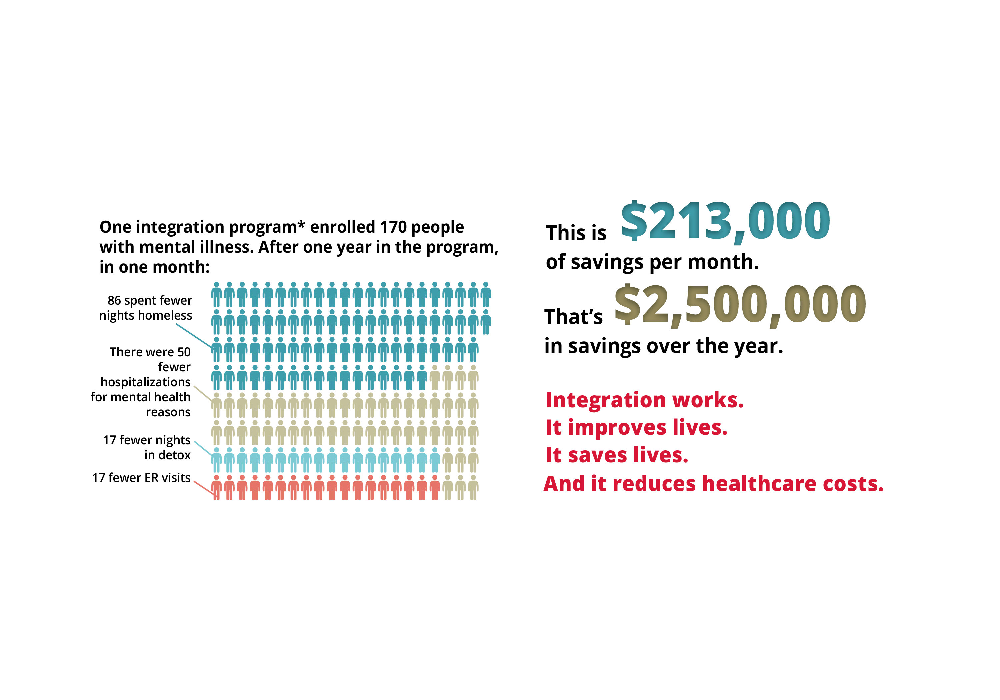 One integration program* enrolled 170 people
with mental illness. After one year in the program,
in one month:
86 spent fewer
nights homeless
There were 50
fewer
hospitalizations
for mental health
reasons
17 fewer nights
in detox
17 fewer ER visits
This is $213,000
of savings per month.
That’s $2,500,000
in savings over the year.
Integration works.
It improves lives.
It saves lives.
And it reduces healthcare costs.